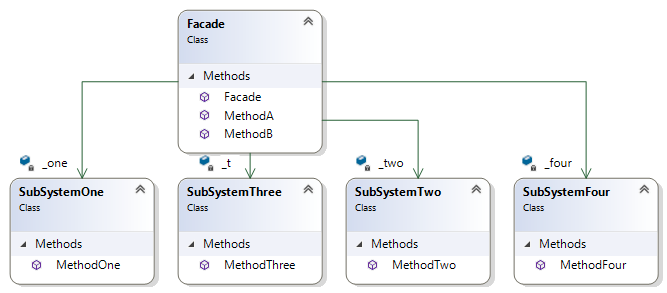 Facade
Class
Methods
Facade
MethodA
MethodB
_one
_t
_two
_four
SubSystemOne
Class
Methods
MethodOne
SubSystemThree
Class
Methods
MethodThree
SubSystemTwo
Class
Methods
MethodTwo
SubSystemFour
Class
Methods
MethodFour